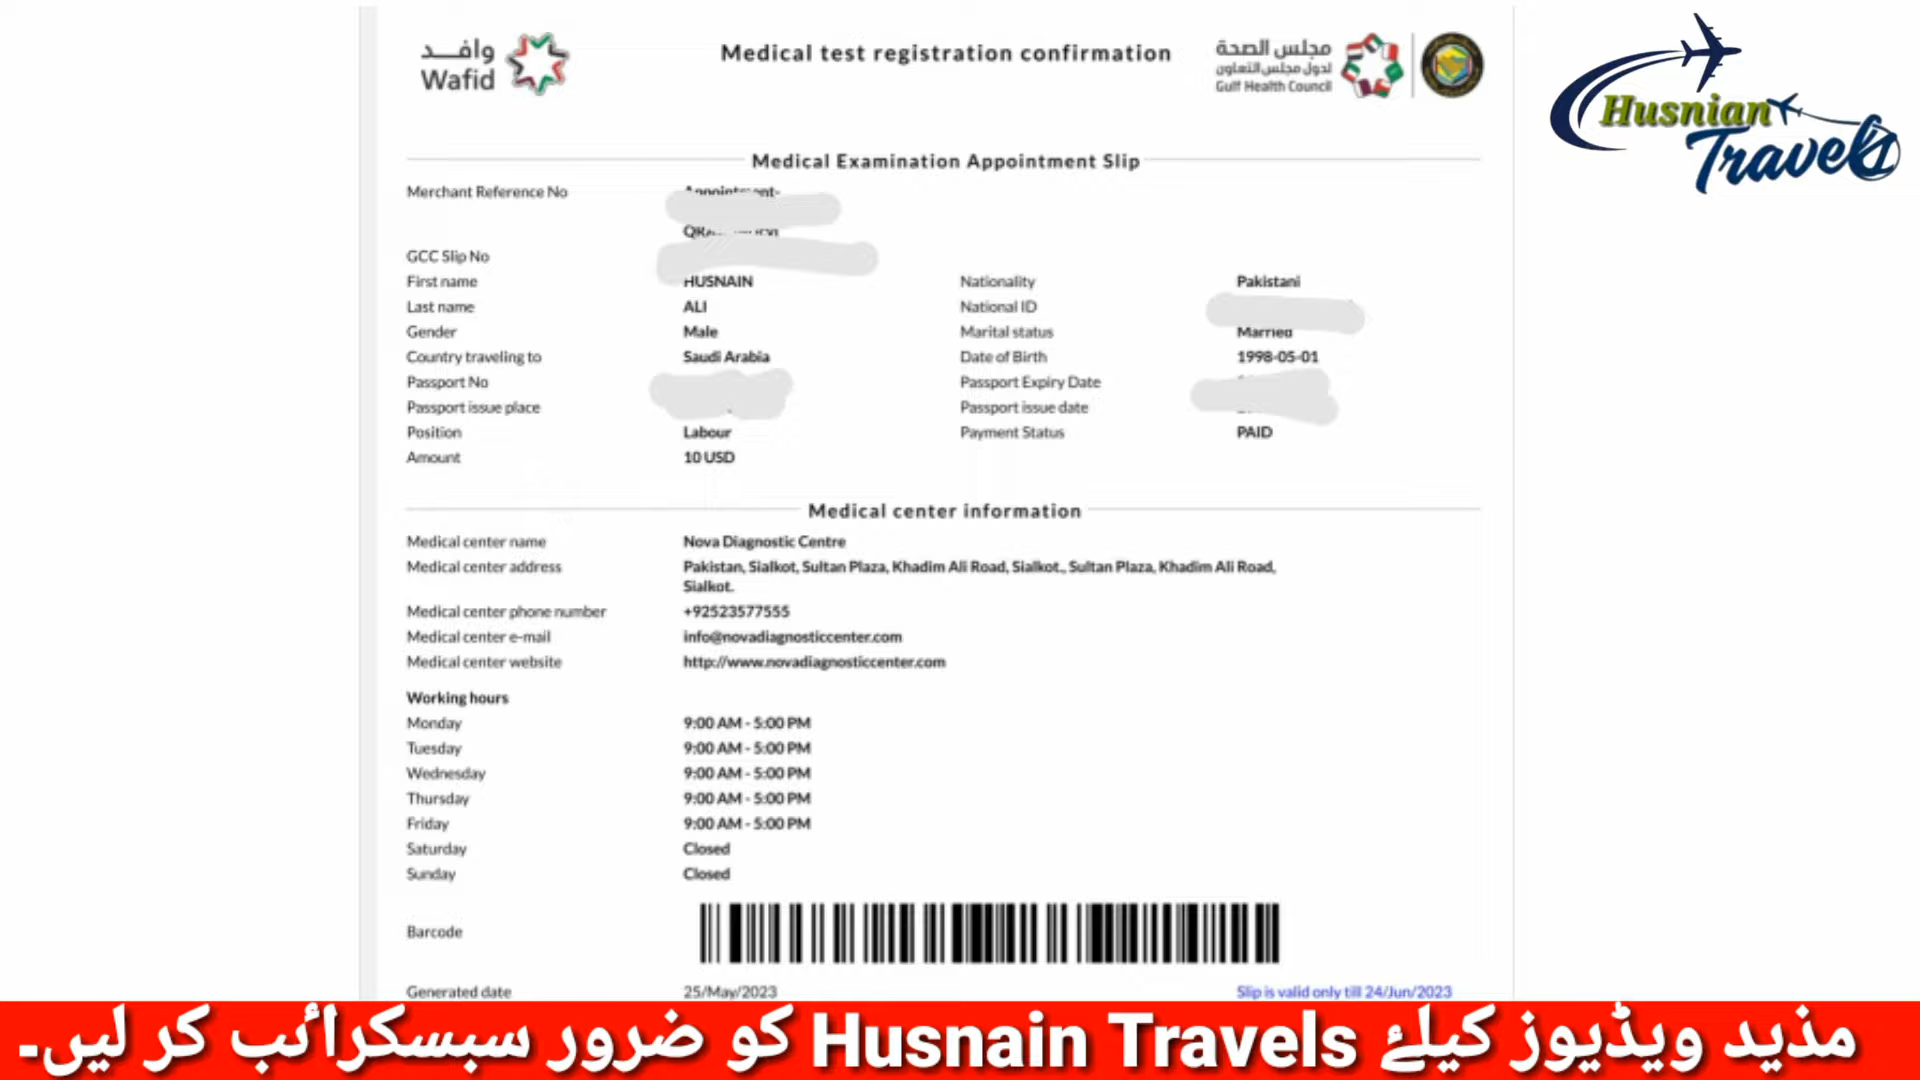 وافد
Wafid
Medical test registration confirmation
مجلس الصحة
لدول مجلس التعاون
Gulf Health Council
Husnian
Travels
Medical Examination Appointment Slip
Merchant Reference No
GCC Slip No
First name HUSNAIN Nationality Pakistani
Last name ALI National ID
Gender Male Marital status Married
Country traveling to Saudi Arabia Date of Birth 1998-05-01
Passport No Passport Expiry Date
Passport issue place Passport issue date
Position Labour Payment Status PAID
Amount 10 USD
Medical center information
Medical center name Nova Diagnostic Centre
Medical center address Pakistan, Sialkot, Sultan Plaza, Khadim Ali Road, Sialkot., Sultan Plaza, Khadim Ali Road,
Sialkot.
Medical center phone number +92523577555
Medical center e-mail info@novadiagnosticcenter.com
Medical center website http://www.novadiagnosticcenter.com
Working hours
Monday 9:00 AM - 5:00 PM
Tuesday 9:00 AM - 5:00 PM
Wednesday 9:00 AM - 5:00 PM
Thursday 9:00 AM - 5:00 PM
Friday 9:00 AM - 5:00 PM
Saturday Closed
Sunday Closed
Barcode
Generated date 25/May/2023 Slip is valid only till 24/Jun/2023
مذید ویڈیوز کیلئے Husnain Travels کو ضرور سبسکرائب کر لیں۔